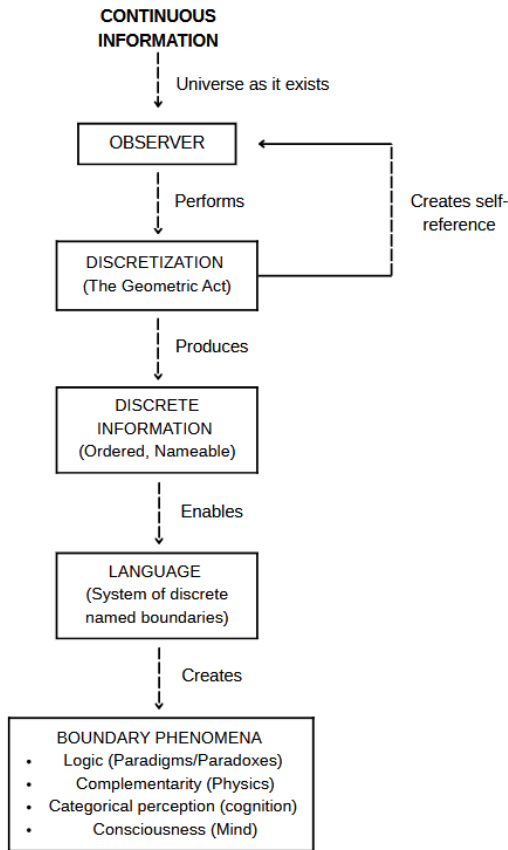 CONTINUOUS
INFORMATION
Universe as it exists
OBSERVER
Performs
Creates self-
reference
DISCRETIZATION
(The Geometric Act)
Produces
DISCRETE
INFORMATION
(Ordered, Nameable)
Enables
LANGUAGE
(System of discrete
named boundaries)
Creates
BOUNDARY PHENOMENA
• Logic (Paradigms/Paradoxes)
• Complementarity (Physics)
• Categorical perception (cognition)
• Consciousness (Mind)